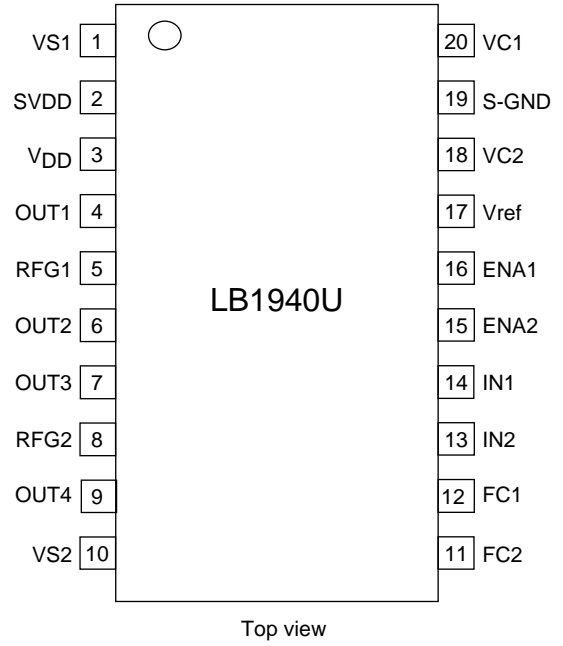 VS1 1 20 VC1
SVDD 2 19 S-GND
VDD 3 18 VC2
OUT1 4 17 Vref
RFG1 5 16 ENA1
LB1940U
OUT2 6 15 ENA2
OUT3 7 14 IN1
RFG2 8 13 IN2
OUT4 9 12 FC1
VS2 10 11 FC2
Top view